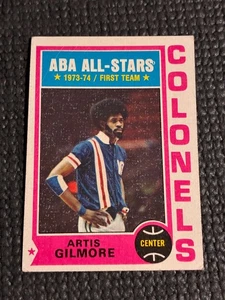 ABA ALL-STARS
★ 1973-74 / FIRST TEAM ★
COLONELS
ARTIS
GILMORE
CENTER